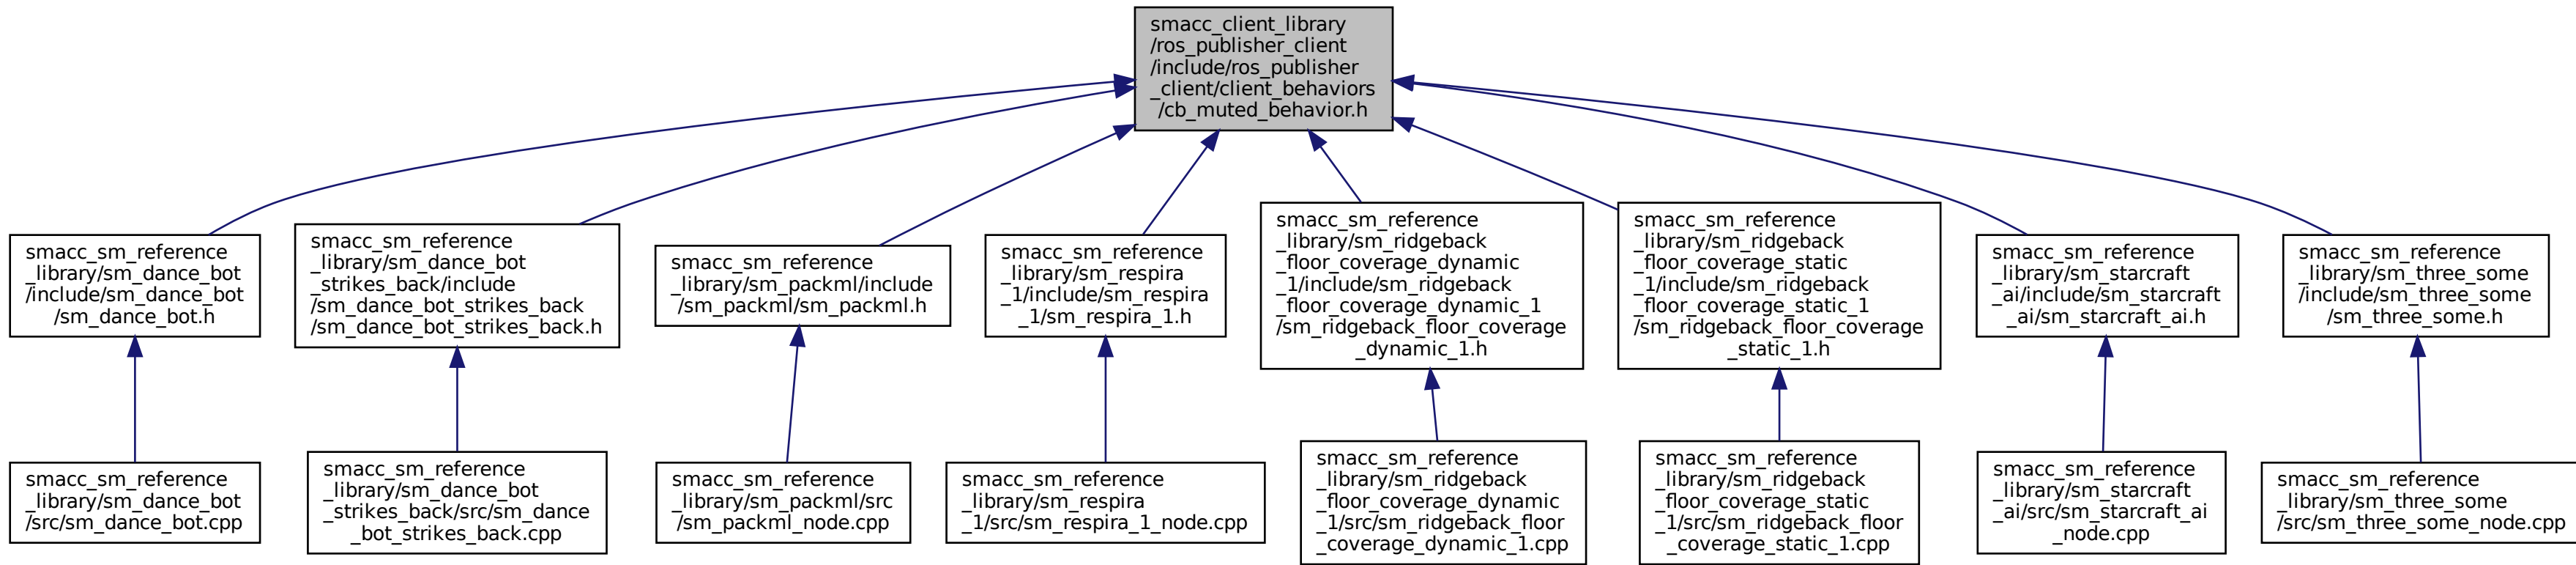 smacc_client_library
/ros_publisher_client
/include/ros_publisher
_client/client_behaviors
/cb_muted_behavior.h
smacc_sm_reference
_library/sm_dance_bot
/include/sm_dance_bot
/sm_dance_bot.h
smacc_sm_reference
_library/sm_dance_bot
_strikes_back/include
/sm_dance_bot_strikes_back
/sm_dance_bot_strikes_back.h
smacc_sm_reference
_library/sm_packml/include
/sm_packml/sm_packml.h
smacc_sm_reference
_library/sm_respira
_1/include/sm_respira
_1/sm_respira_1.h
smacc_sm_reference
_library/sm_ridgeback
_floor_coverage_dynamic
_1/include/sm_ridgeback
_floor_coverage_dynamic_1
/sm_ridgeback_floor_coverage
_dynamic_1.h
smacc_sm_reference
_library/sm_ridgeback
_floor_coverage_static
_1/include/sm_ridgeback
_floor_coverage_static_1
/sm_ridgeback_floor_coverage
_static_1.h
smacc_sm_reference
_library/sm_starcraft
_ai/include/sm_starcraft
_ai/sm_starcraft_ai.h
smacc_sm_reference
_library/sm_three_some
/include/sm_three_some
/sm_three_some.h
smacc_sm_reference
_library/sm_dance_bot
/src/sm_dance_bot.cpp
smacc_sm_reference
_library/sm_dance_bot
_strikes_back/src/sm_dance
_bot_strikes_back.cpp
smacc_sm_reference
_library/sm_packml/src
/sm_packml_node.cpp
smacc_sm_reference
_library/sm_respira
_1/src/sm_respira_1_node.cpp
smacc_sm_reference
_library/sm_ridgeback
_floor_coverage_dynamic
_1/src/sm_ridgeback_floor
_coverage_dynamic_1.cpp
smacc_sm_reference
_library/sm_ridgeback
_floor_coverage_static
_1/src/sm_ridgeback_floor
_coverage_static_1.cpp
smacc_sm_reference
_library/sm_starcraft
_ai/src/sm_starcraft_ai
_node.cpp
smacc_sm_reference
_library/sm_three_some
/src/sm_three_some_node.cpp